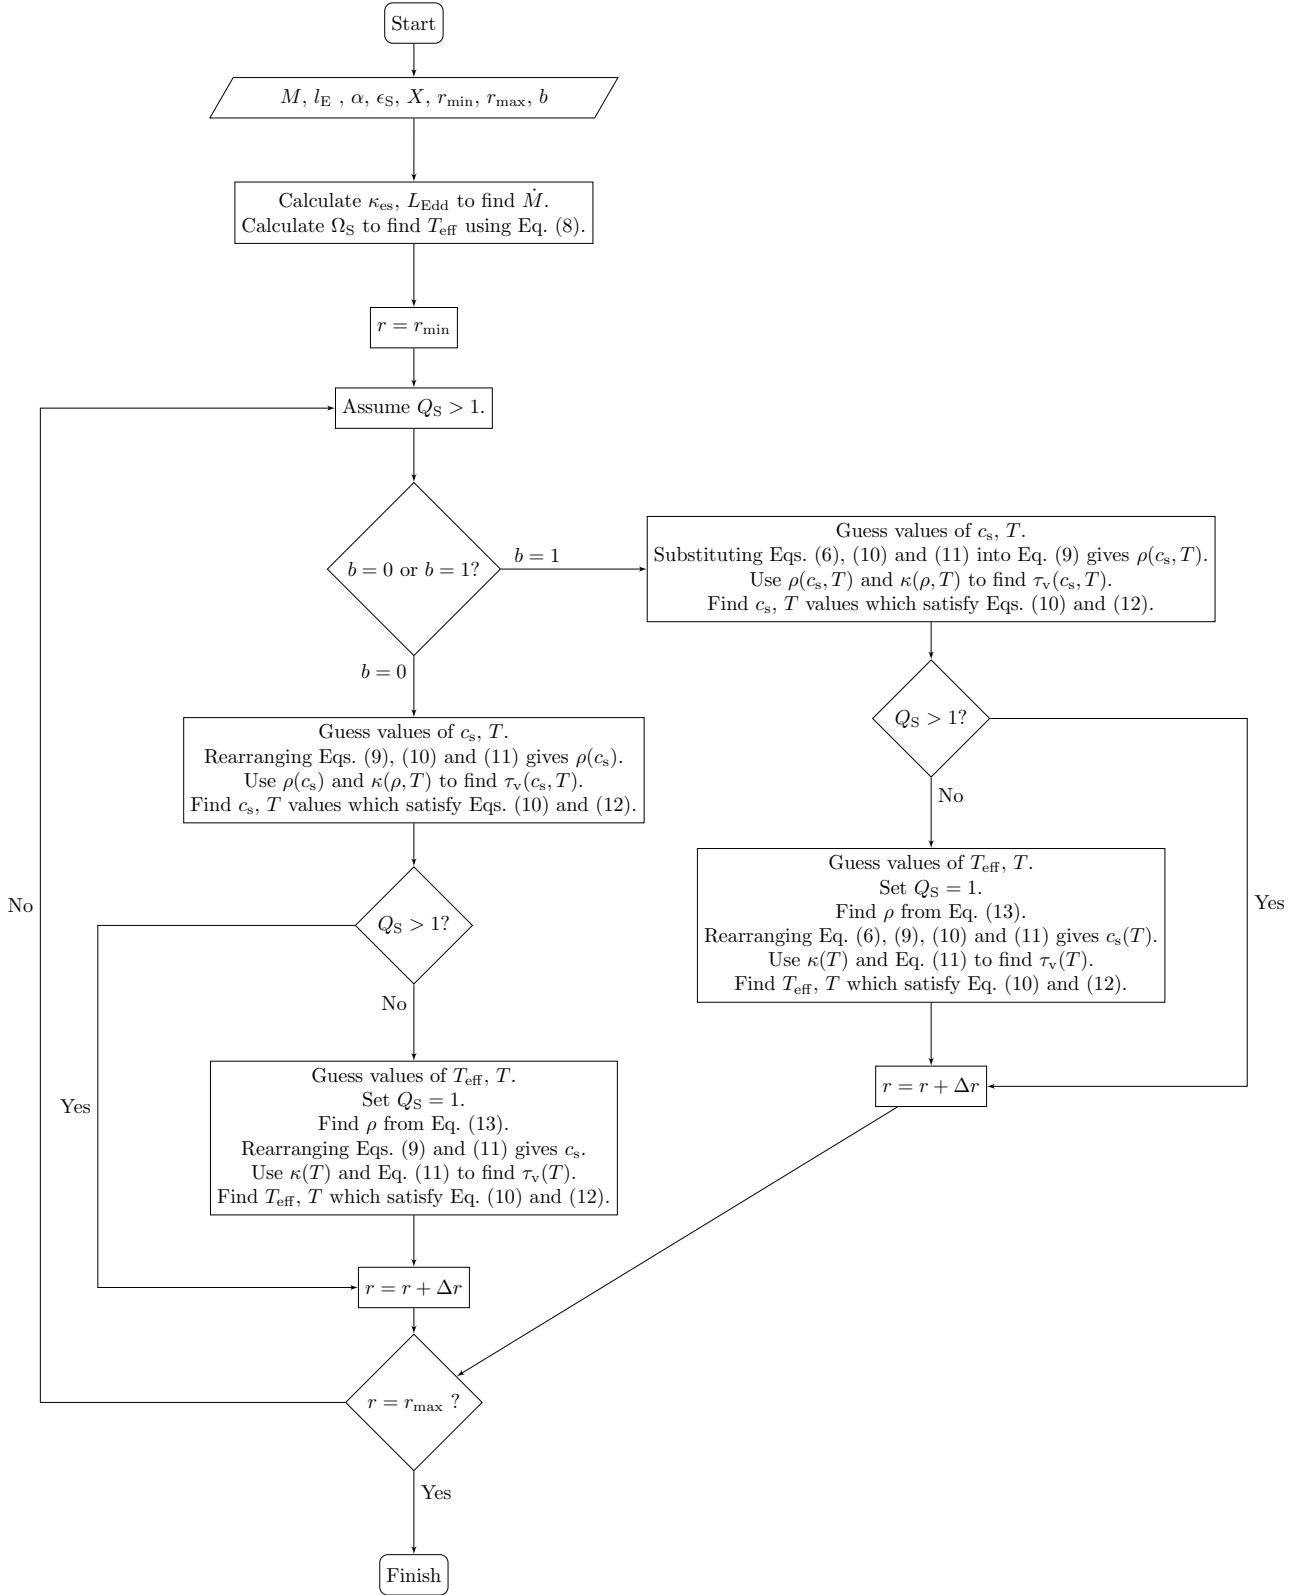 Start
M, l_E , α, ϵ_S, X, r_min, r_max, b
Calculate κ_es, L_Edd to find Ṁ.
Calculate Ω_S to find T_eff using Eq. (8).
r = r_min
Assume Q_S > 1.
b = 0 or b = 1?
b = 1
b = 0
Guess values of c_s, T.
Substituting Eqs. (6), (10) and (11) into Eq. (9) gives ρ(c_s, T).
Use ρ(c_s, T) and κ(ρ, T) to find τ_v(c_s, T).
Find c_s, T values which satisfy Eqs. (10) and (12).
Q_S > 1?
No
Yes
Guess values of T_eff, T.
Set Q_S = 1.
Find ρ from Eq. (13).
Rearranging Eq. (6), (9), (10) and (11) gives c_s(T).
Use κ(T) and Eq. (11) to find τ_v(T).
Find T_eff, T which satisfy Eq. (10) and (12).
r = r + Δr
Guess values of c_s, T.
Rearranging Eqs. (9), (10) and (11) gives ρ(c_s).
Use ρ(c_s) and κ(ρ, T) to find τ_v(c_s, T).
Find c_s, T values which satisfy Eqs. (10) and (12).
Q_S > 1?
No
Yes
Guess values of T_eff, T.
Set Q_S = 1.
Find ρ from Eq. (13).
Rearranging Eqs. (9) and (11) gives c_s.
Use κ(T) and Eq. (11) to find τ_v(T).
Find T_eff, T which satisfy Eq. (10) and (12).
r = r + Δr
r = r_max ?
No
Yes
Finish